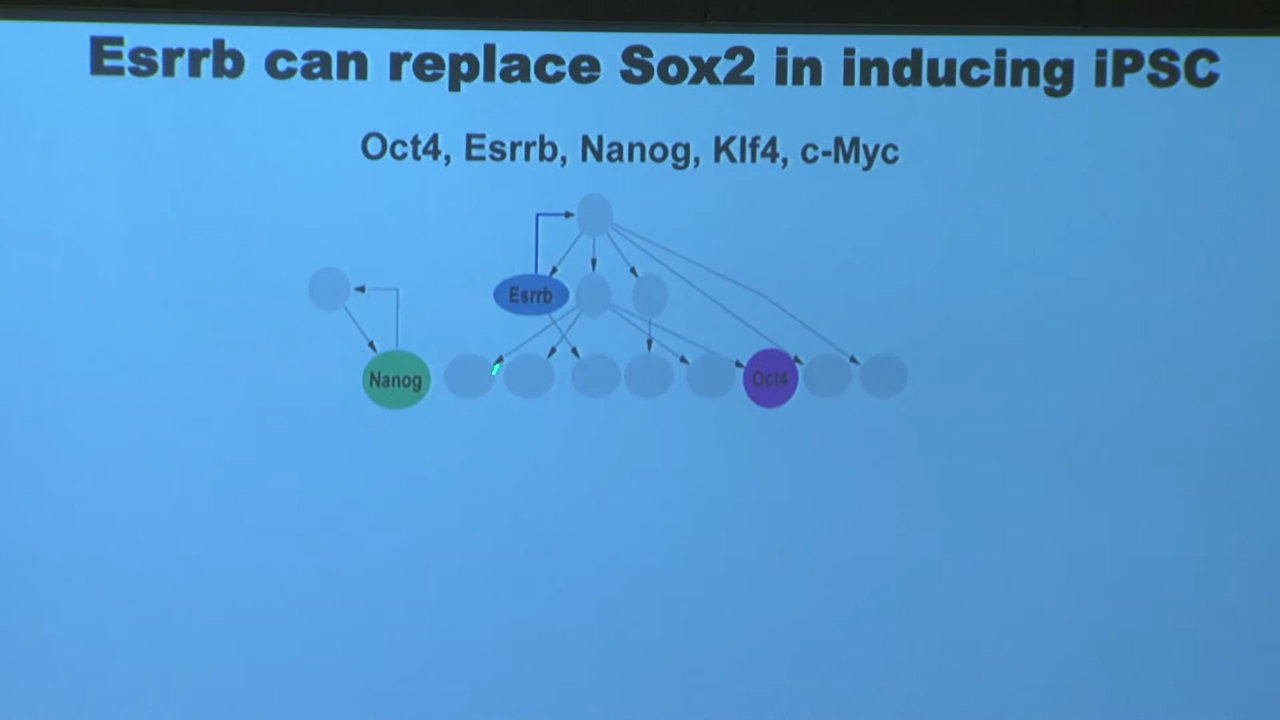 Esrrb can replace Sox2 in inducing iPSC
Oct4, Esrrb, Nanog, Klf4, c-Myc
Esrrb
Nanog
Oct4